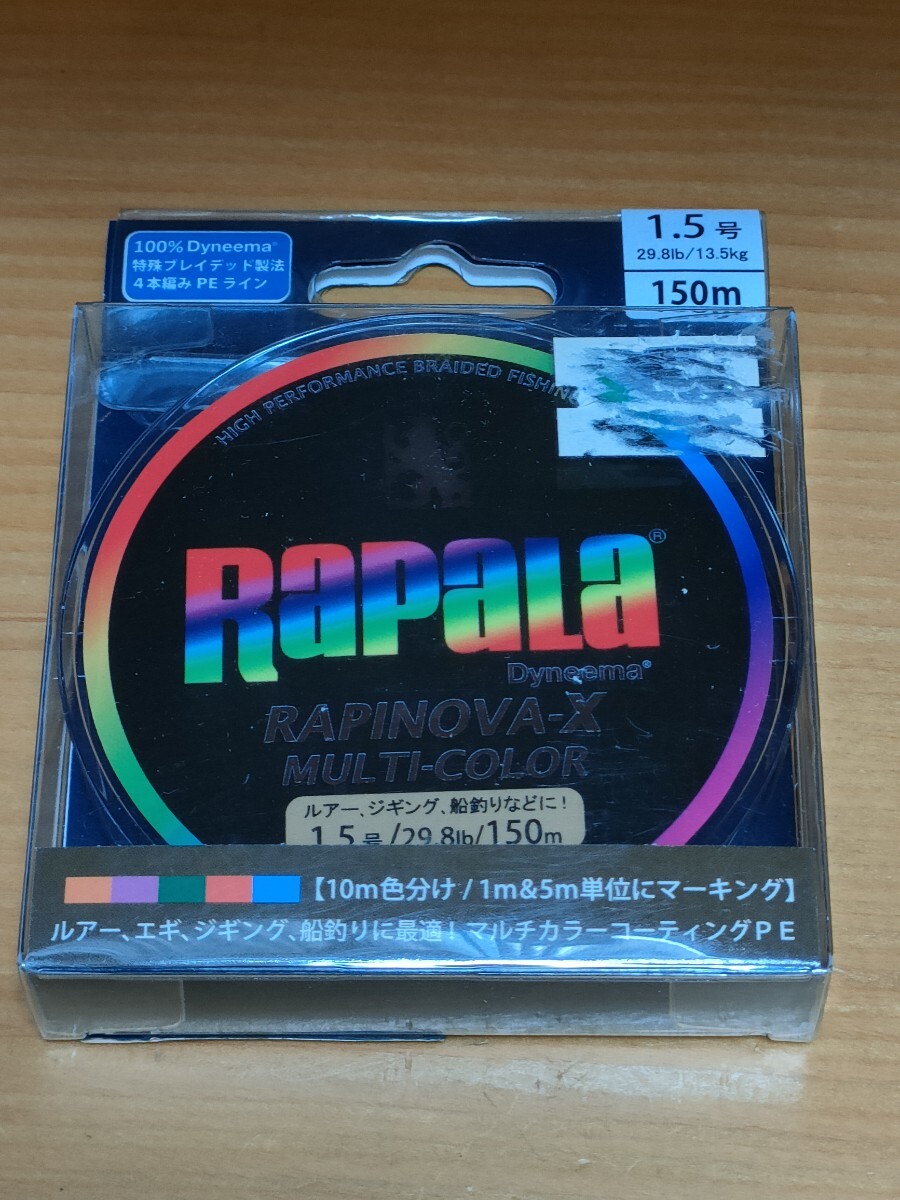 100% Dyneema®
特殊ブレイデッド製法
4本編みPEライン
1.5号
29.8lb/13.5kg
150m
HIGH PERFORMANCE BRAIDED FISHING
RAPALA®
Dyneema®
RAPINOVA-X
MULTI-COLOR
ルアー、ジギング、船釣りなどに!
1.5号/29.8lb/150m
【10m色分け/1m&5m単位にマーキング】
ルアー、エギ、ジギング、船釣りに最適!マルチカラーコーティングPE